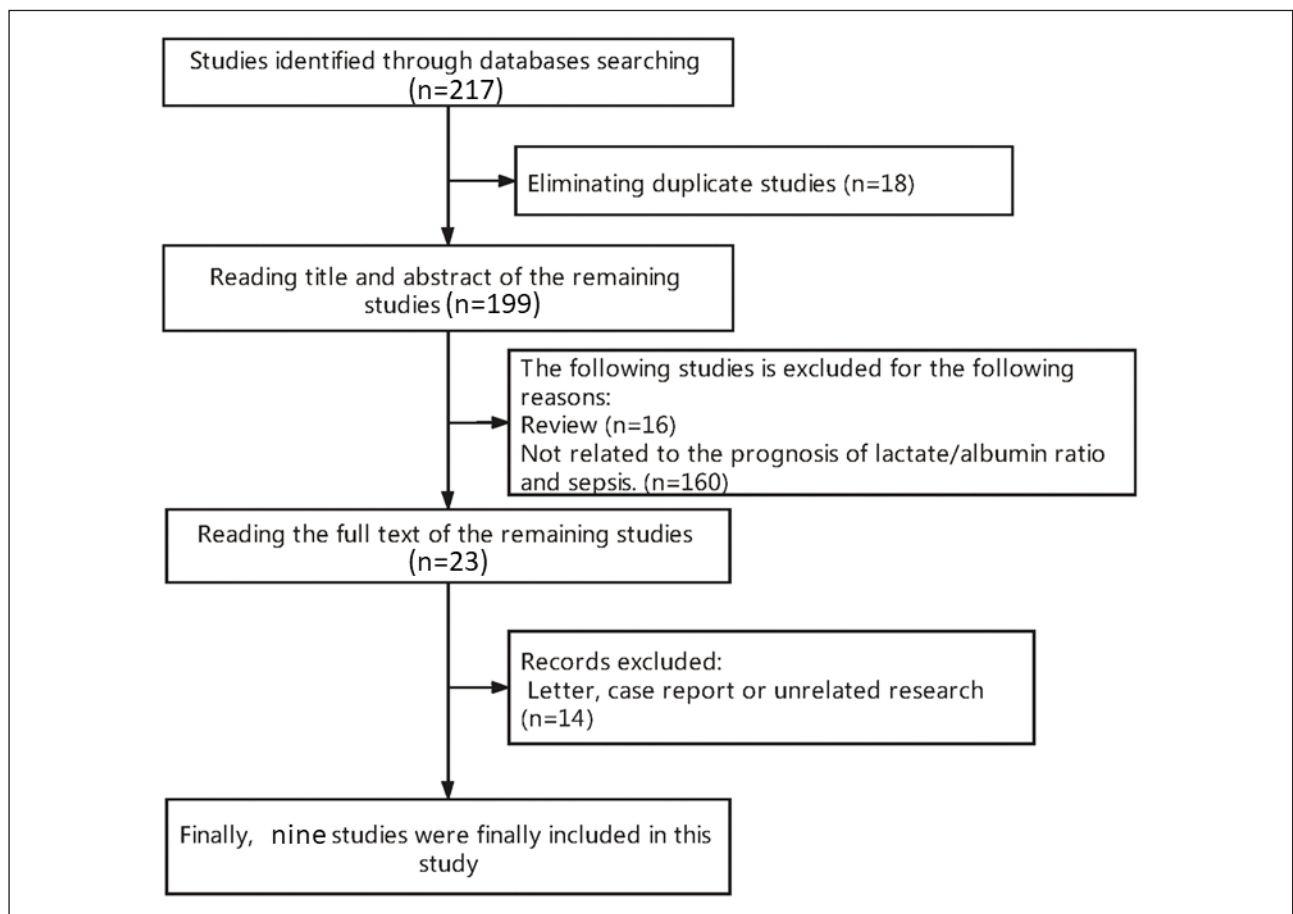 Studies identified through databases searching
(n=217)
Eliminating duplicate studies (n=18)
Reading title and abstract of the remaining
studies (n=199)
The following studies is excluded for the following
reasons:
Review (n=16)
Not related to the prognosis of lactate/albumin ratio
and sepsis. (n=160)
Reading the full text of the remaining studies
(n=23)
Records excluded:
Letter, case report or unrelated research
(n=14)
Finally, nine studies were finally included in this
study